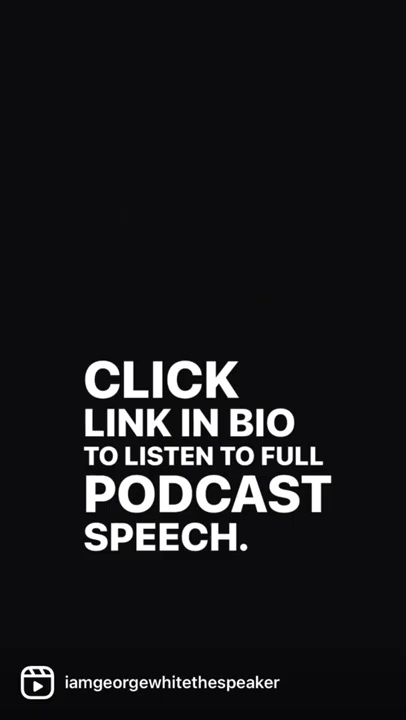 CLICK
LINK IN BIO
TO LISTEN TO FULL
PODCAST
SPEECH.
iamgeorgewhitethespeaker